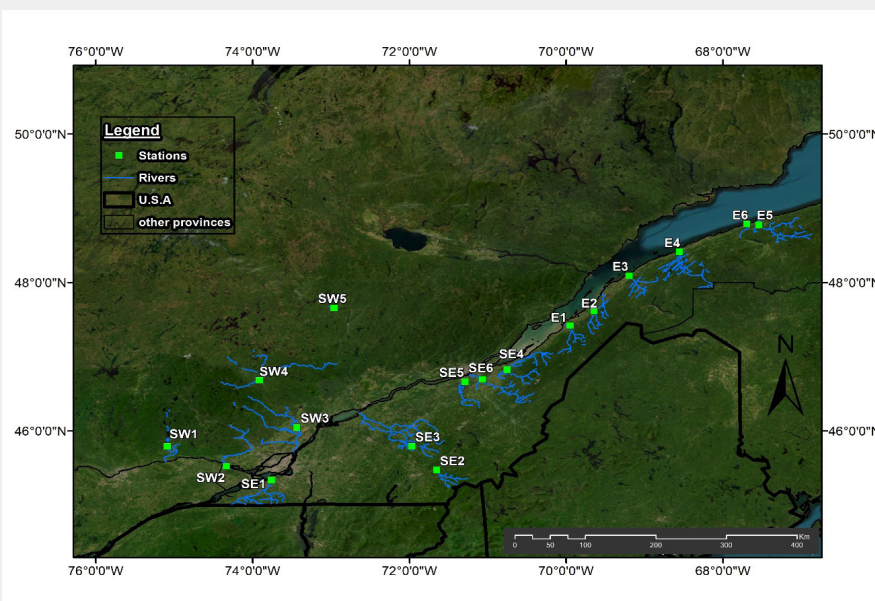 76°0'0"W 74°0'0"W 72°0'0"W 70°0'0"W 68°0'0"W
50°0'0"N 50°0'0"N
Legend
Stations
Rivers
U.S.A
other provinces
E6 E5
E4
E3
48°0'0"N 48°0'0"N
SW5
E2
E1
SE4
SE5 SE6
SW4
N
SW3
46°0'0"N 46°0'0"N
SW1
SE3
SE2
SW2
SE1
Km
0 50 100 200 300 400
76°0'0"W 74°0'0"W 72°0'0"W 70°0'0"W 68°0'0"W